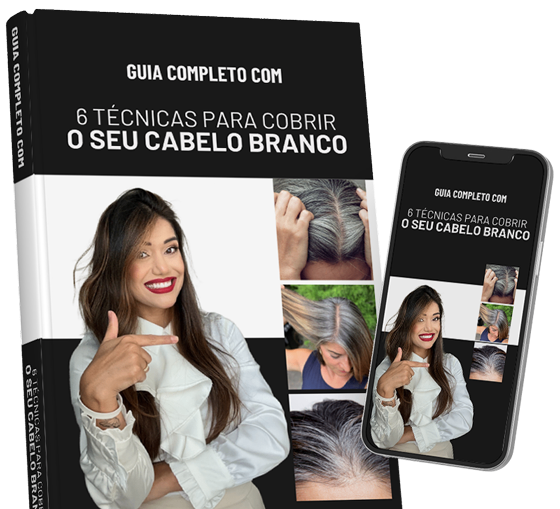 GUIA COMPLETO COM
6 TÉCNICAS PARA COBRIR
O SEU CABELO BRANCO
GUIA COMPLETO COM
6 TÉCNICAS PARA COBRIR
O SEU CABELO BRAN
GUIA COMPLETO COM
6 TÉCNICAS PARA COBRIR
O SEU CABELO BRANCO